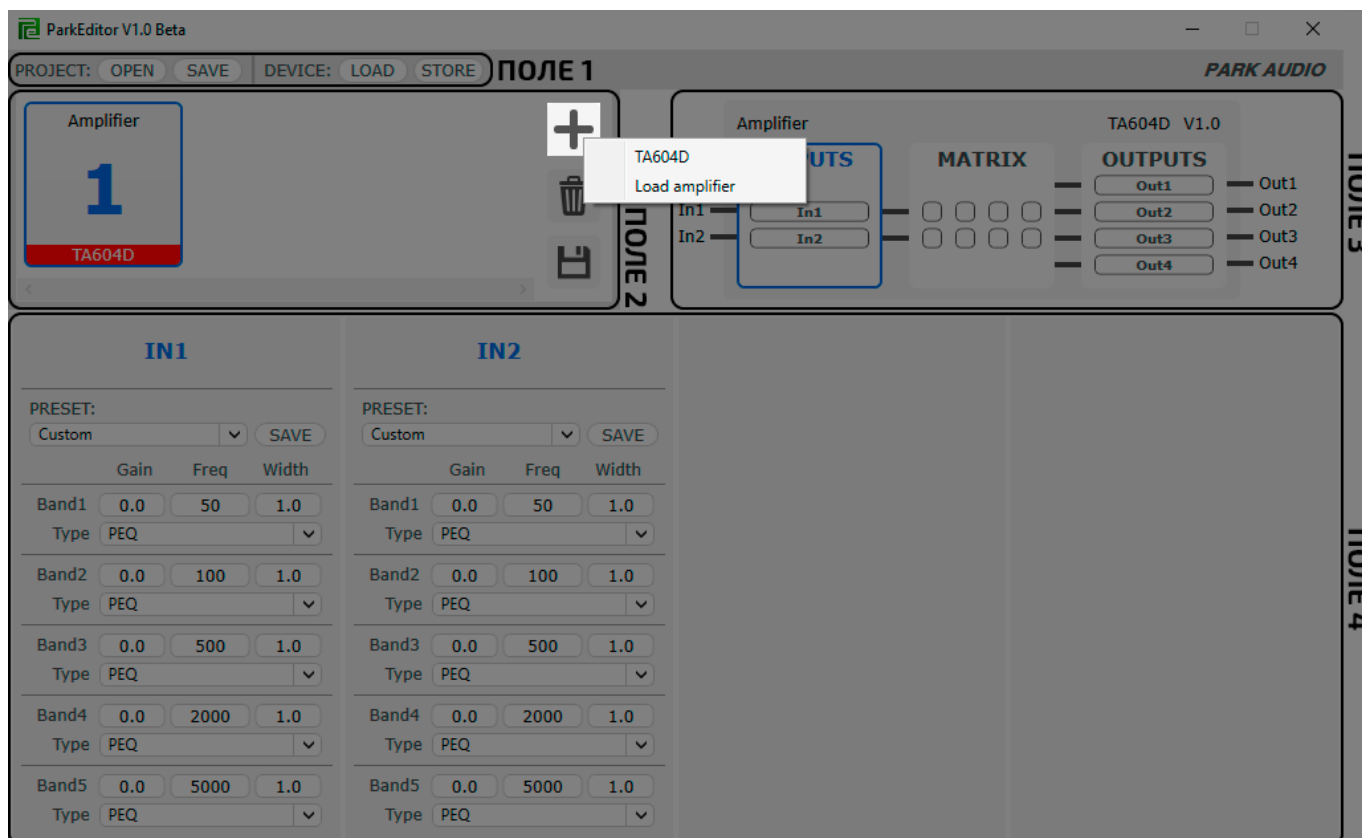 ParkEditor V1.0 Beta
PROJECT: OPEN SAVE DEVICE: LOAD STORE ПОЛЕ 1 PARK AUDIO
Amplifier
1
TA604D
TA604D
Load amplifier
ПОЛЕ 2
Amplifier TA604D V1.0
UTS MATRIX OUTPUTS
Out1 Out1
In1 In1 Out2 Out2
In2 In2 Out3 Out3
Out4 Out4
ПОЛЕ 3
IN1 IN2
PRESET: PRESET:
Custom SAVE Custom SAVE
Gain Freq Width Gain Freq Width
Band1 0.0 50 1.0 Band1 0.0 50 1.0
Type PEQ Type PEQ
Band2 0.0 100 1.0 Band2 0.0 100 1.0
Type PEQ Type PEQ
Band3 0.0 500 1.0 Band3 0.0 500 1.0
Type PEQ Type PEQ
Band4 0.0 2000 1.0 Band4 0.0 2000 1.0
Type PEQ Type PEQ
Band5 0.0 5000 1.0 Band5 0.0 5000 1.0
Type PEQ Type PEQ
ПОЛЕ 4